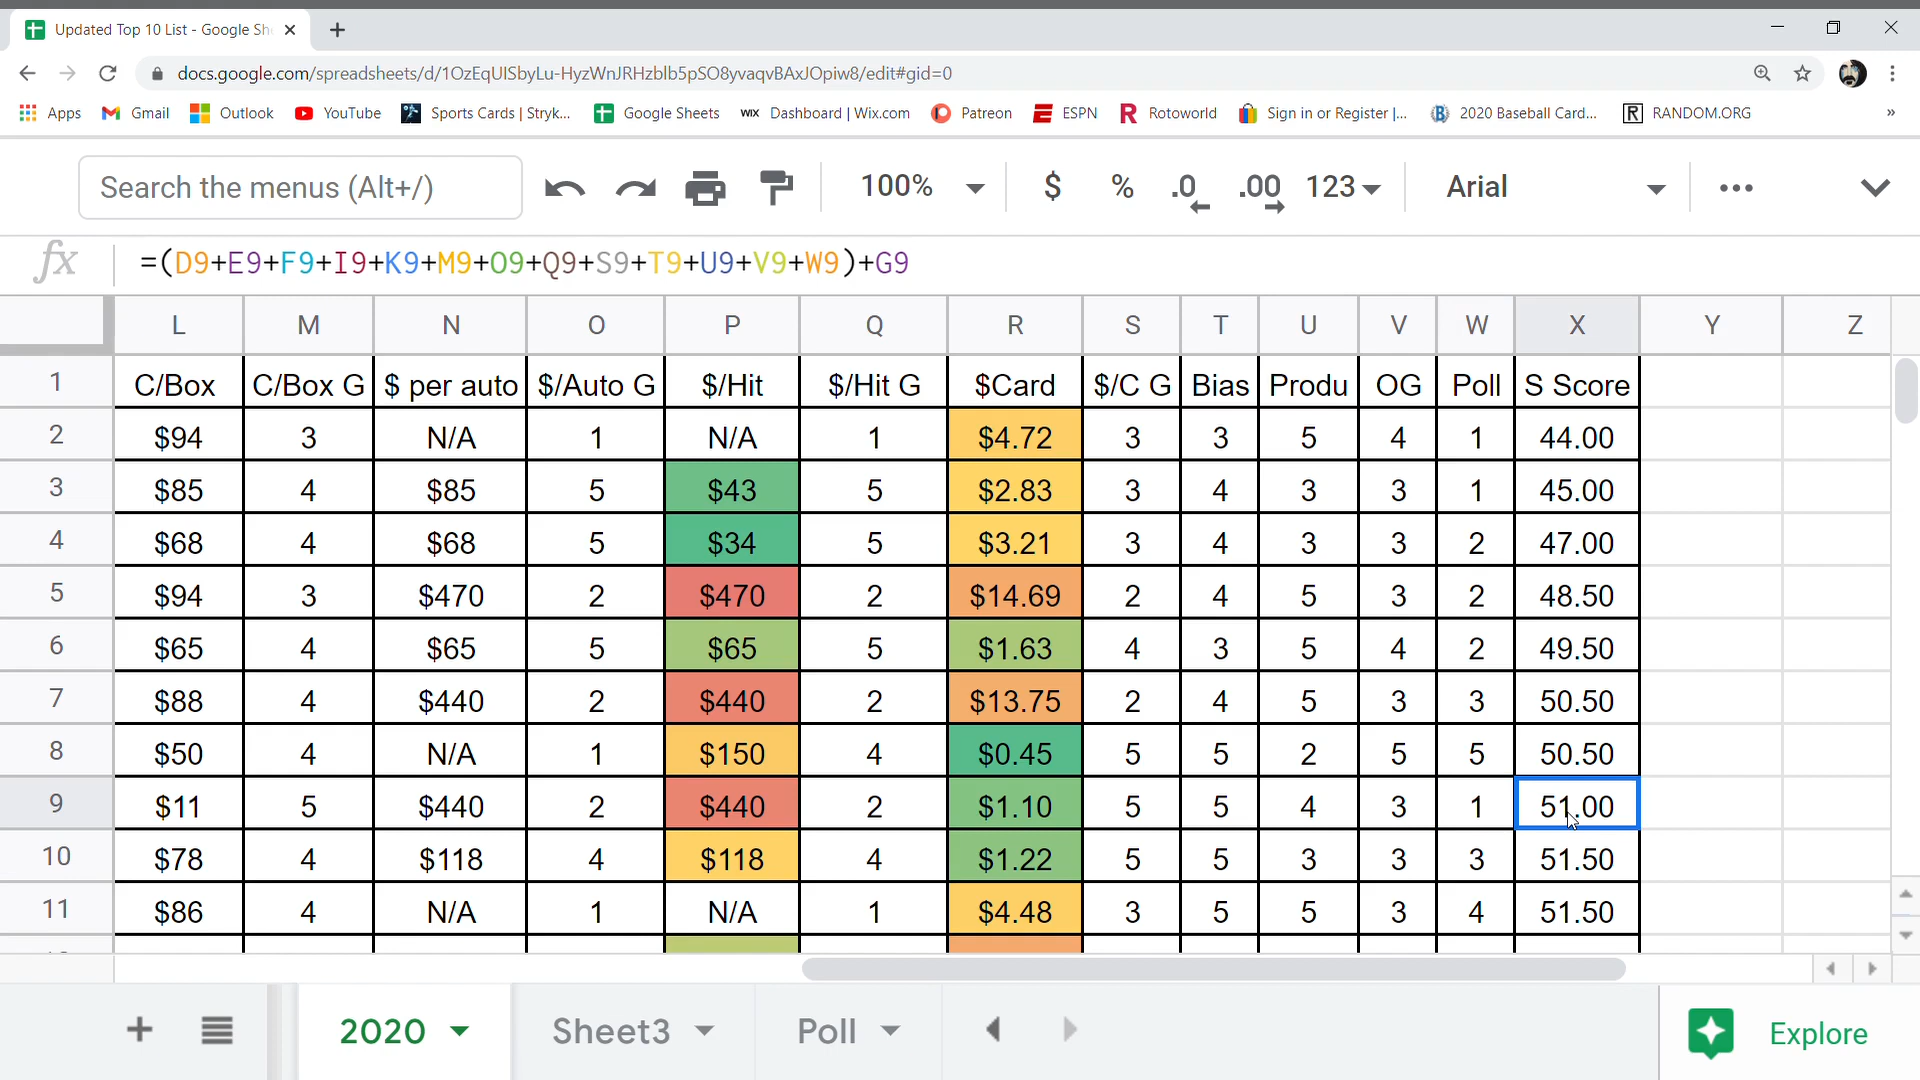 Updated Top 10 List - Google Sh
docs.google.com/spreadsheets/d/1OzEqUISbyLu-HyzWnJRHzblb5pSO8yvaqvBAxJOpiw8/edit#gid=0
Apps Gmail Outlook YouTube Sports Cards | Stryk... Google Sheets WIX Dashboard | Wix.com Patreon ESPN R Rotoworld Sign in or Register |... B 2020 Baseball Card... R RANDOM.ORG »
Search the menus (Alt+/) 100% $ % .0 .00 123 Arial
fx =(D9+E9+F9+I9+K9+M9+O9+Q9+S9+T9+U9+V9+W9)+G9
L M N O P Q R S T U V W X Y Z
1 C/Box C/Box G $ per auto $/Auto G $/Hit $/Hit G $Card $/C G Bias Produ OG Poll S Score
2 $94 3 N/A 1 N/A 1 $4.72 3 3 5 4 1 44.00
3 $85 4 $85 5 $43 5 $2.83 3 4 3 3 1 45.00
4 $68 4 $68 5 $34 5 $3.21 3 4 3 3 2 47.00
5 $94 3 $470 2 $470 2 $14.69 2 4 5 3 2 48.50
6 $65 4 $65 5 $65 5 $1.63 4 3 5 4 2 49.50
7 $88 4 $440 2 $440 2 $13.75 2 4 5 3 3 50.50
8 $50 4 N/A 1 $150 4 $0.45 5 5 2 5 5 50.50
9 $11 5 $440 2 $440 2 $1.10 5 5 4 3 1 51.00
10 $78 4 $118 4 $118 4 $1.22 5 5 3 3 3 51.50
11 $86 4 N/A 1 N/A 1 $4.48 3 5 5 3 4 51.50
2020 Sheet3 Poll Explore